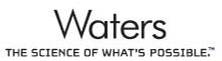 Waters
THE SCIENCE OF WHAT'S POSSIBLE.™